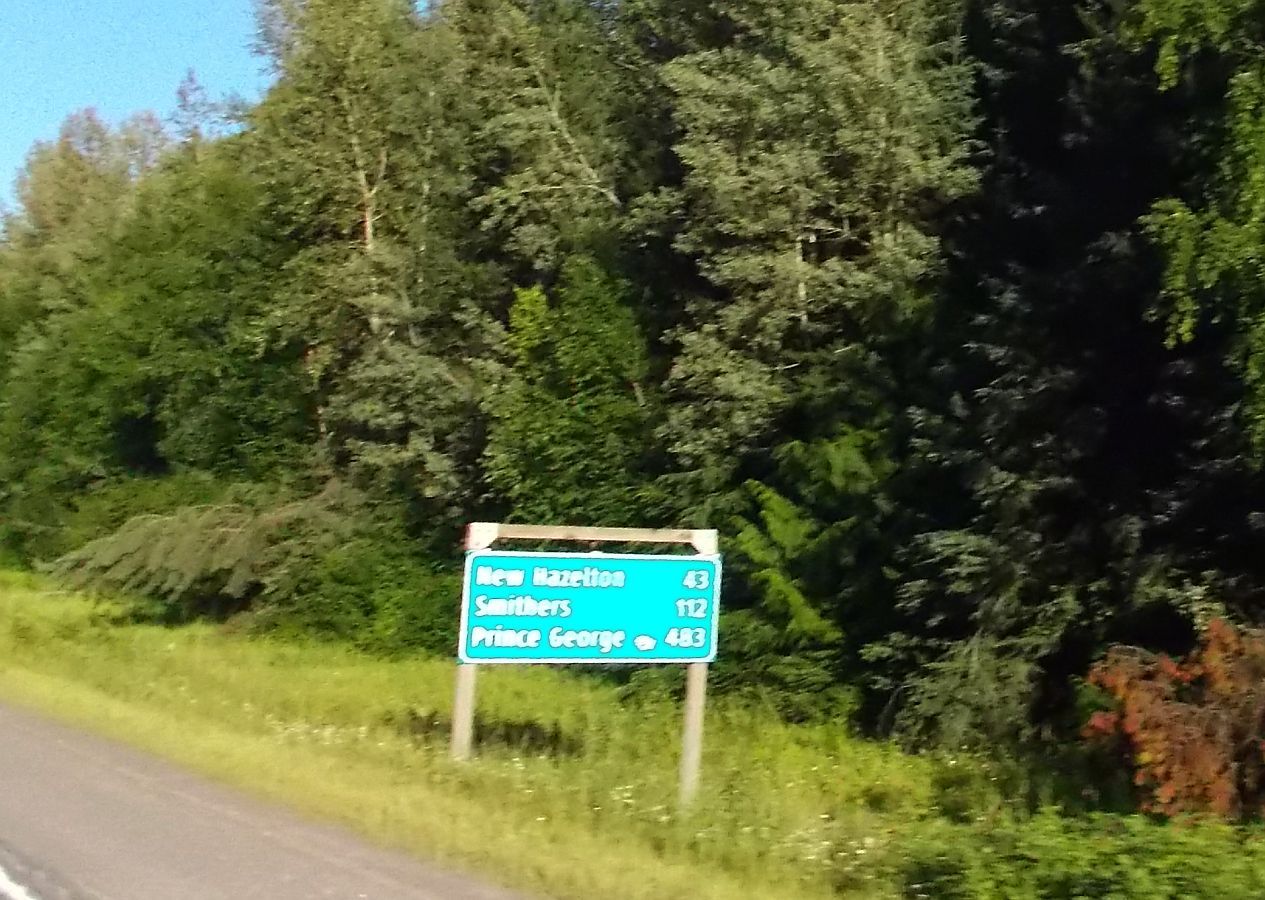 New Hazelton 43
Smithers 112
Prince George 483